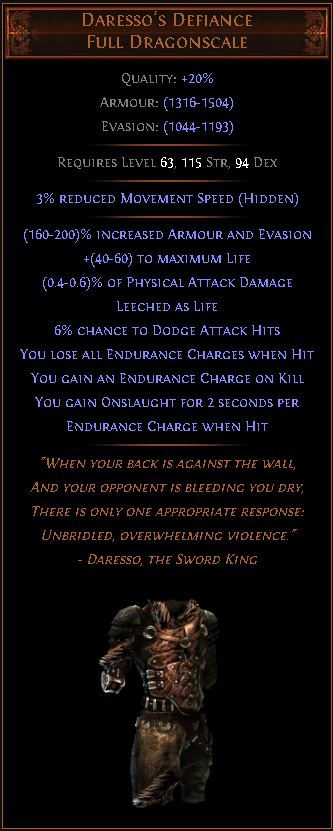 Daresso's Defiance
Full Dragonscale
Quality: +20%
Armour: (1316-1504)
Evasion: (1044-1193)
Requires Level 63, 115 Str, 94 Dex
3% reduced Movement Speed (Hidden)
(160-200)% increased Armour and Evasion
+(40-60) to maximum Life
(0.4-0.6)% of Physical Attack Damage
Leeched as Life
6% chance to Dodge Attack Hits
You lose all Endurance Charges when Hit
You gain an Endurance Charge on Kill
You gain Onslaught for 2 seconds per
Endurance Charge when Hit
"When your back is against the wall,
And your opponent is bleeding you dry,
There is only one appropriate response:
Unbridled, overwhelming violence."
- Daresso, the Sword King